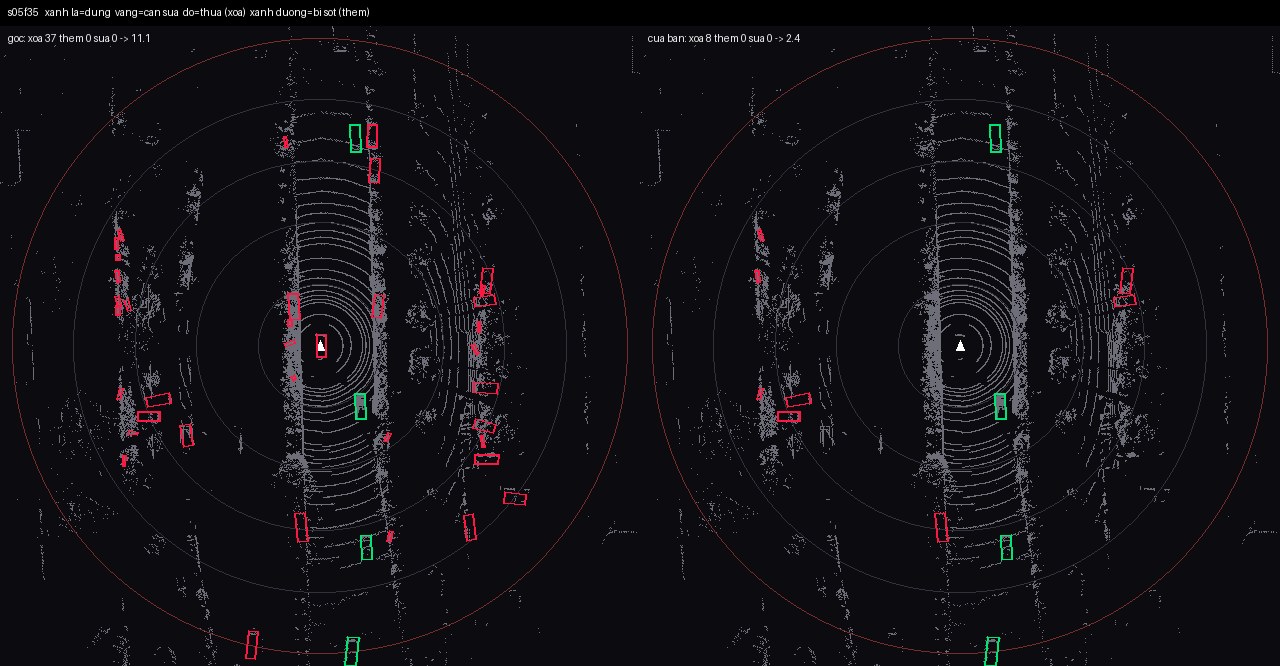 s05f35 xanh la=dung vang=can sua do=thua (xoa) xanh duong=bi sot (them)
goc: xoa 37 them 0 sua 0 -> 11.1
cua ban: xoa 8 them 0 sua 0 -> 2.4